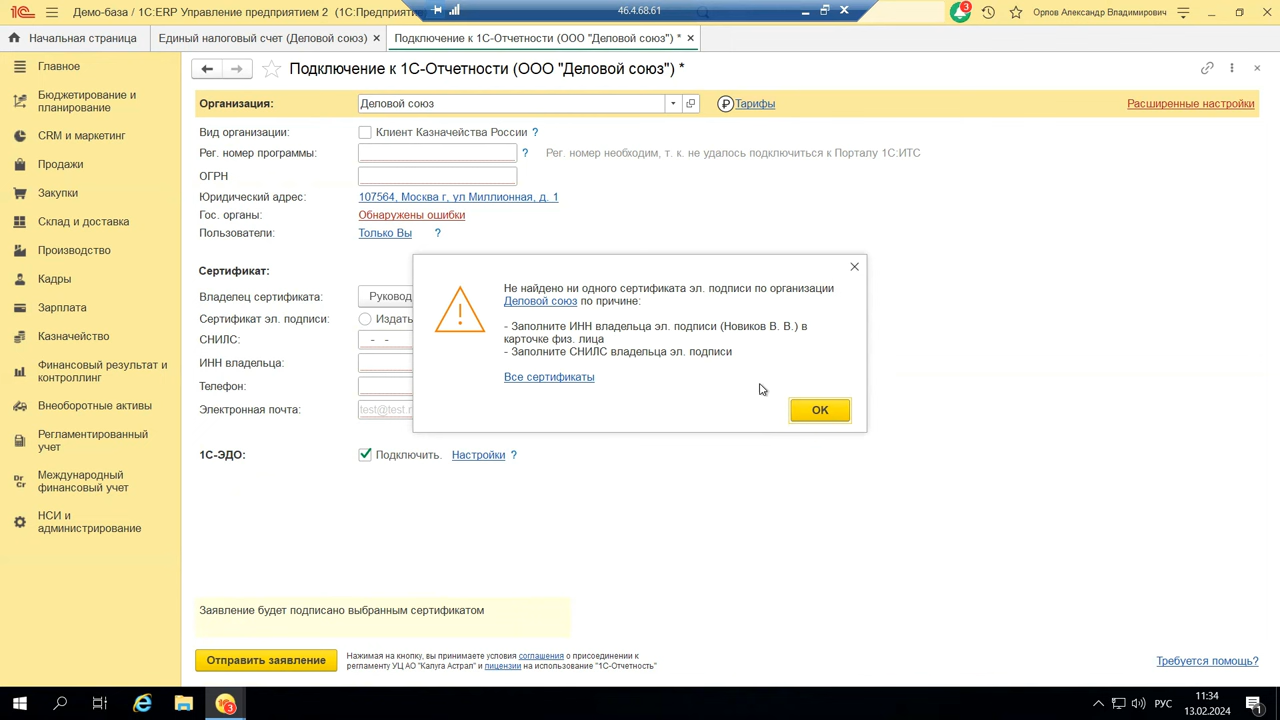 Демо-база / 1С:ERP Управление предприятием 2 (1С:Предприяти
46.4.68.61
3
Орлов Александр Владимирович
Начальная страница
Единый налоговый счет (Деловой союз) ×
Подключение к 1С-Отчетности (ООО "Деловой союз") * ×
Главное
Бюджетирование и
планирование
CRM и маркетинг
Продажи
Закупки
Склад и доставка
Производство
Кадры
Зарплата
Казначейство
Финансовый результат и
контроллинг
Внеоборотные активы
Регламентированный
учет
Международный
финансовый учет
НСИ и
администрирование
Подключение к 1С-Отчетности (ООО "Деловой союз") *
Организация: Деловой союз Тарифы Расширенные настройки
Вид организации: Клиент Казначейства России ?
Рег. номер программы: ? Рег. номер необходим, т. к. не удалось подключиться к Порталу 1С:ИТС
ОГРН
Юридический адрес: 107564, Москва г, ул Миллионная, д. 1
Гос. органы: Обнаружены ошибки
Пользователи: Только Вы ?
Сертификат:
Владелец сертификата: Руковод
Сертификат эл. подписи: Издать
СНИЛС: - -
ИНН владельца:
Телефон:
Электронная почта: test@test.r
1С-ЭДО: Подключить. Настройки ?
Не найдено ни одного сертификата эл. подписи по организации
Деловой союз по причине:
- Заполните ИНН владельца эл. подписи (Новиков В. В.) в
карточке физ. лица
- Заполните СНИЛС владельца эл. подписи
Все сертификаты
OK
Заявление будет подписано выбранным сертификатом
Отправить заявление
Нажимая на кнопку, вы принимаете условия соглашения о присоединении к
регламенту УЦ АО "Калуга Астрал" и лицензии на использование "1С-Отчетность"
Требуется помощь?
3
РУС
11:34
13.02.2024
1